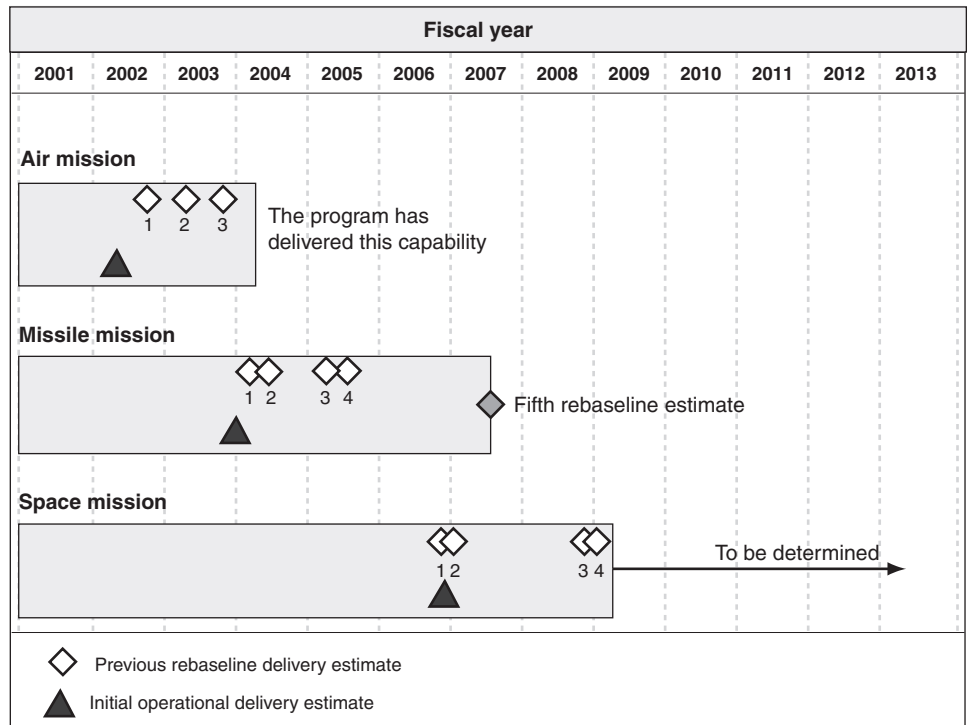 Fiscal year
2001 2002 2003 2004 2005 2006 2007 2008 2009 2010 2011 2012 2013
Air mission
1 2 3
The program has
delivered this capability
Missile mission
1 2 3 4
Fifth rebaseline estimate
Space mission
1 2 3 4
To be determined
Previous rebaseline delivery estimate
Initial operational delivery estimate